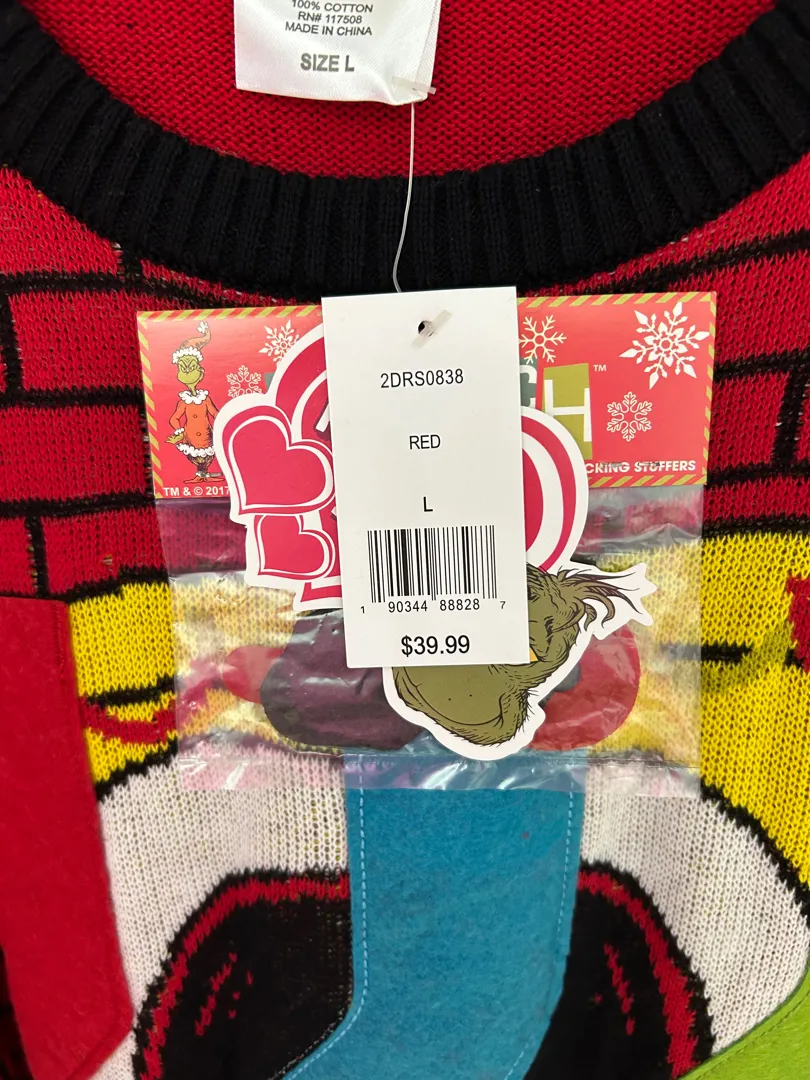 100% COTTON
RN# 117508
MADE IN CHINA
SIZE L
2DRS0838
RED
L
1 90344 88828 7
$39.99
CH™
CKING STUFFERS
TM & © 2017